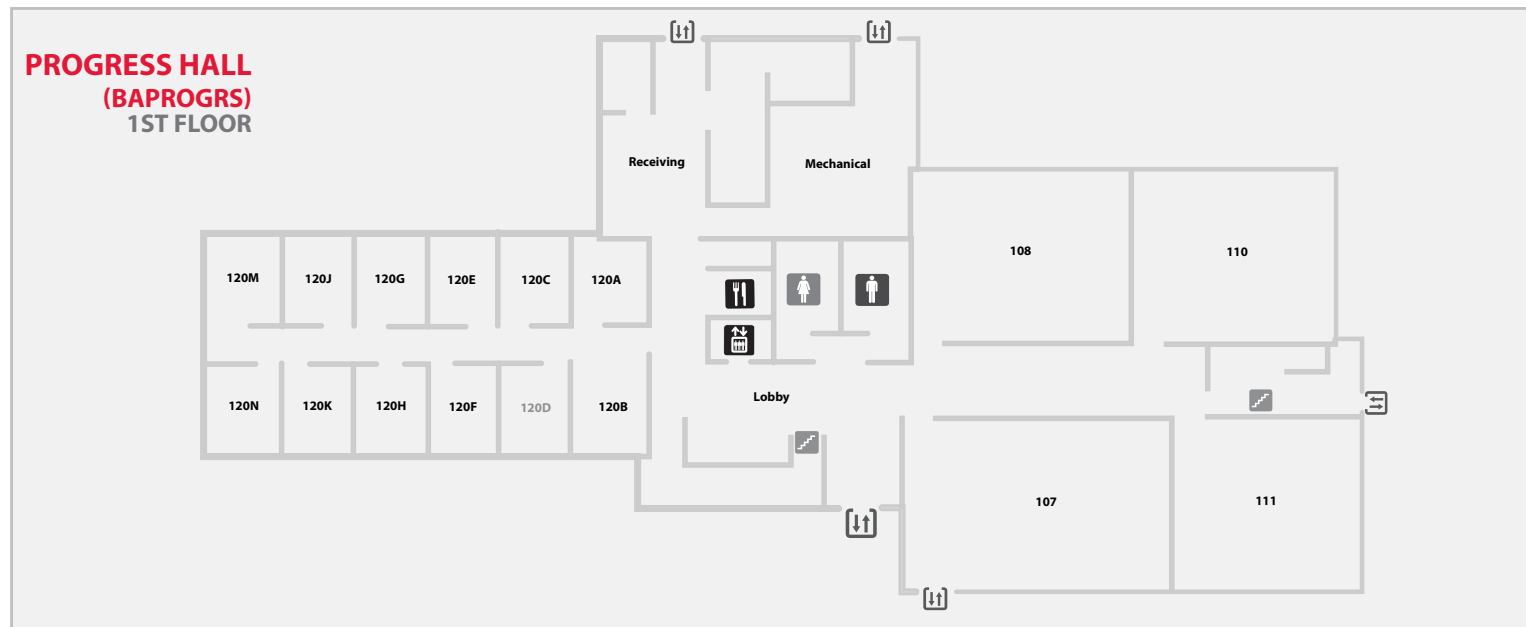 PROGRESS HALL
(BAPROGRS)
1ST FLOOR
Receiving
Mechanical
108
110
120M
120J
120G
120E
120C
120A
Lobby
120N
120K
120H
120F
120D
120B
107
111